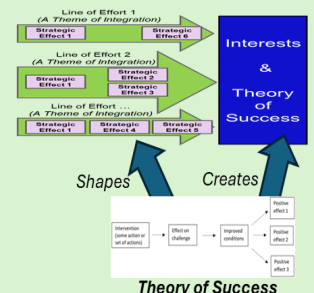 Line of Effort 1
(A Theme of Integration)
Strategic
Effect 1
Strategic
Effect 6
Line of Effort 2
(A Theme of Integration)
Strategic
Effect 1
Strategic
Effect 2
Strategic
Effect 3
Line of Effort ...
(A Theme of Integration)
Strategic
Effect 1
Strategic
Effect 4
Strategic
Effect 5
Interests
&
Theory
of
Success
Shapes
Creates
Intervention
(some action or
set of actions)
Effect on
challenge
Improved
conditions
Positive
effect 1
Positive
effect 2
Positive
effect 3
Theory of Success